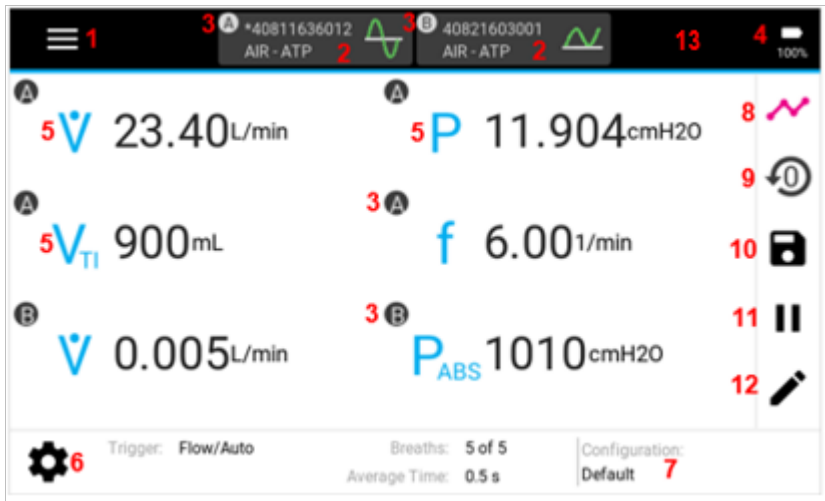 1 3 A *40811636012 3 B 40821603001 13 4
AIR - ATP 2 AIR - ATP 2 100%
A A
5 V̇ 23.40 L/min 5 P 11.904 cmH2O 8
A 3 A 9 0
5 VTI 900 mL f 6.00 1/min 10
B 3 B 11
V̇ 0.005 L/min PABS 1010 cmH2O 12
6 Trigger: Flow/Auto Breaths: 5 of 5 Configuration:
Average Time: 0.5 s Default 7